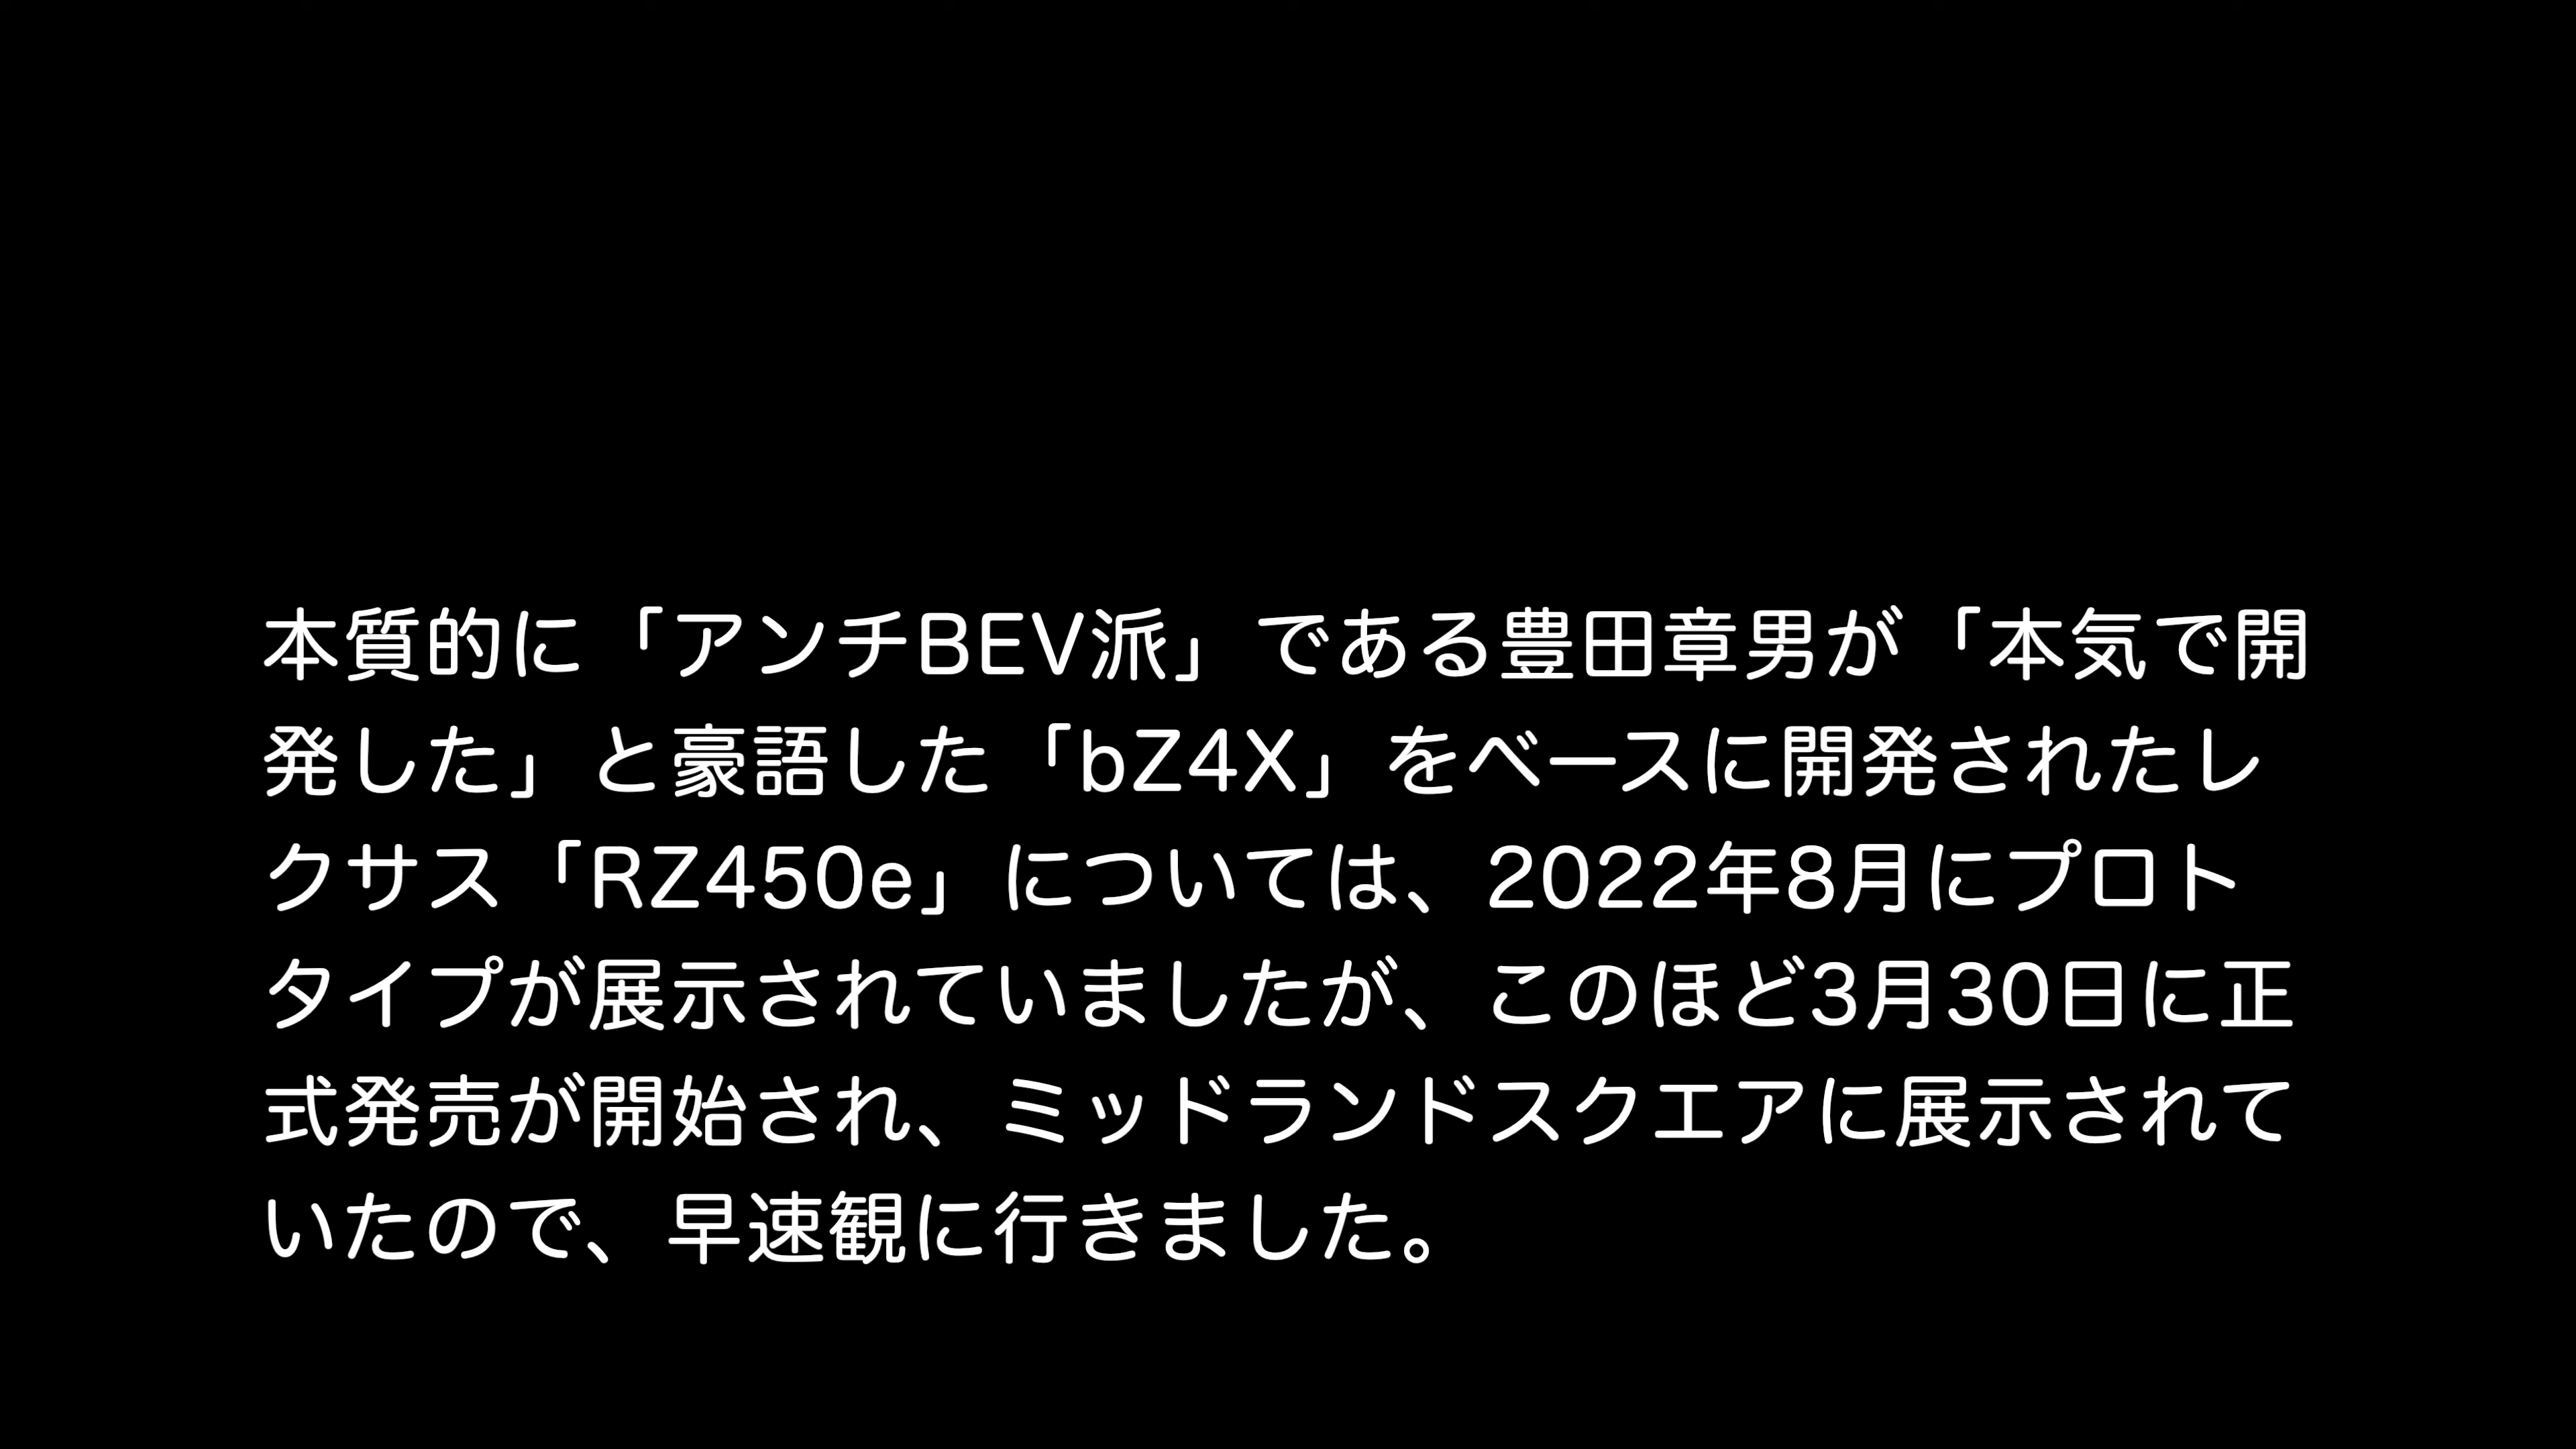 本質的に「アンチBEV派」である豊田章男が「本気で開
発した」と豪語した「bZ4X」をベースに開発されたレ
クサス「RZ450e」については、2022年8月にプロト
タイプが展示されていましたが、このほど3月30日に正
式発売が開始され、ミッドランドスクエアに展示されて
いたので、早速観に行きました。